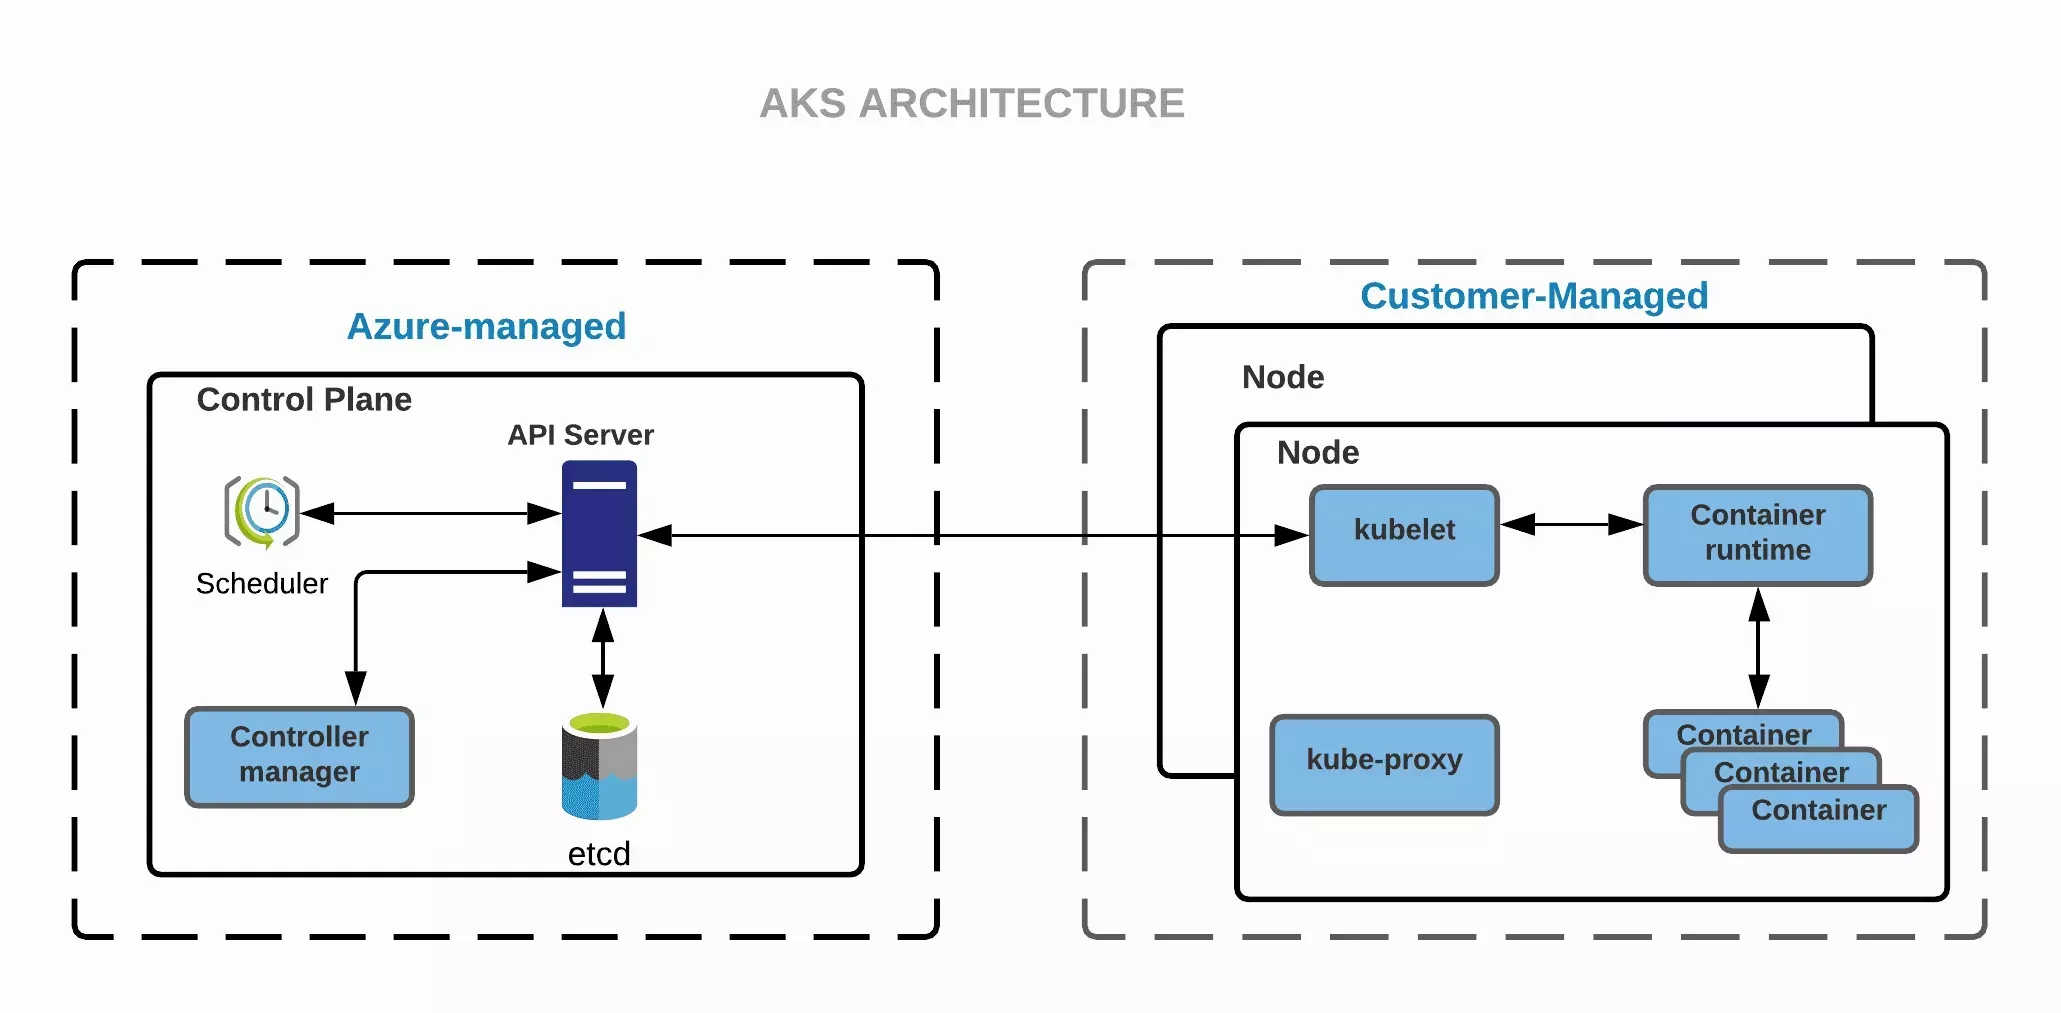 AKS ARCHITECTURE
Azure-managed
Control Plane
API Server
Scheduler
Controller
manager
etcd
Customer-Managed
Node
Node
kubelet
Container
runtime
kube-proxy
Container
Container
Container